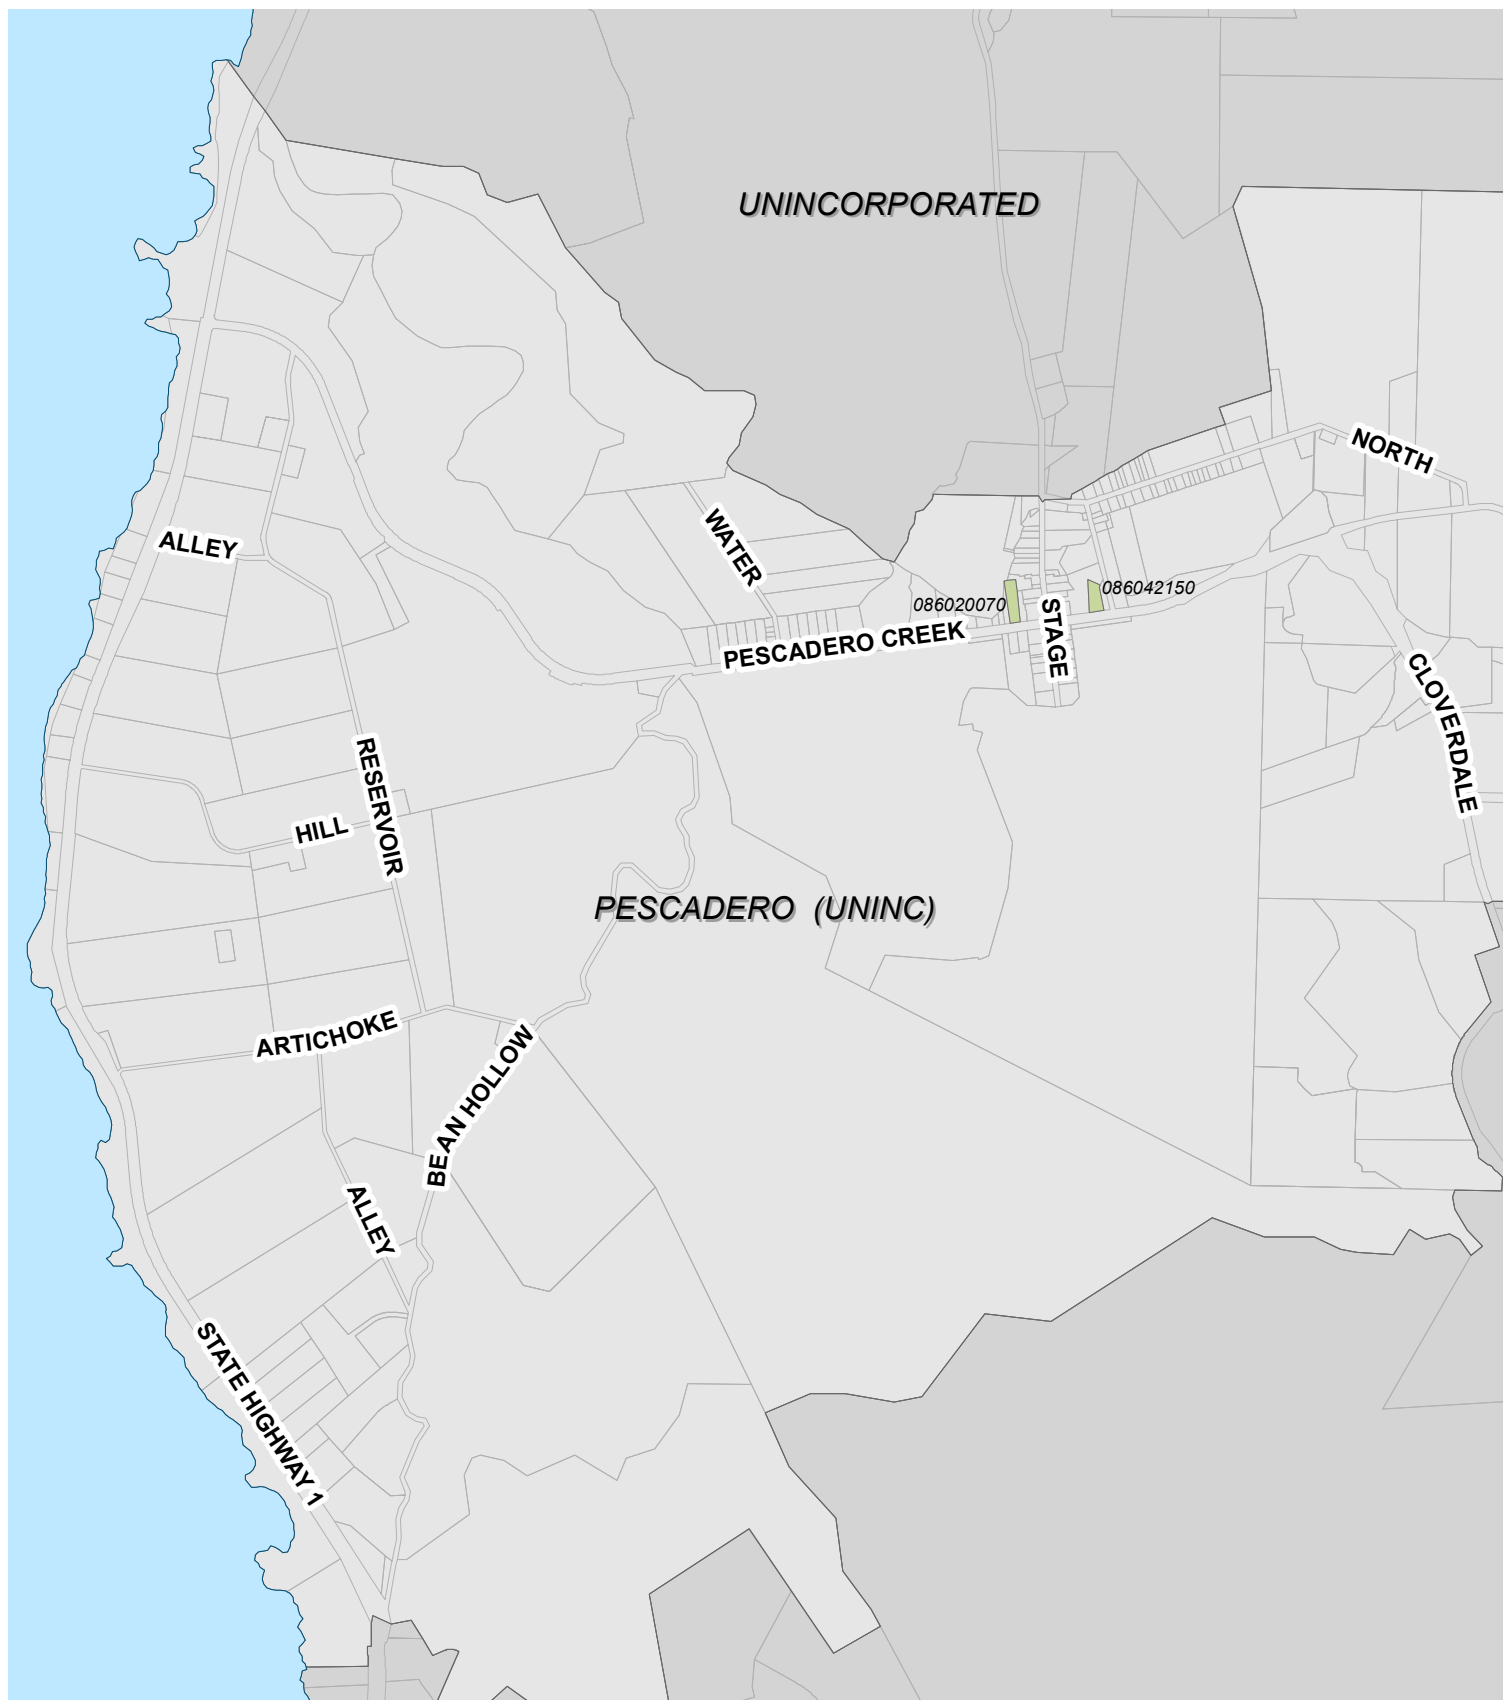 UNINCORPORATED
NORTH
ALLEY
WATER
086020070
086042150
STAGE
PESCADERO CREEK
CLOVERDALE
RESERVOIR
HILL
PESCADERO (UNINC)
ARTICHOKE
BEAN HOLLOW
ALLEY
STATE HIGHWAY 1